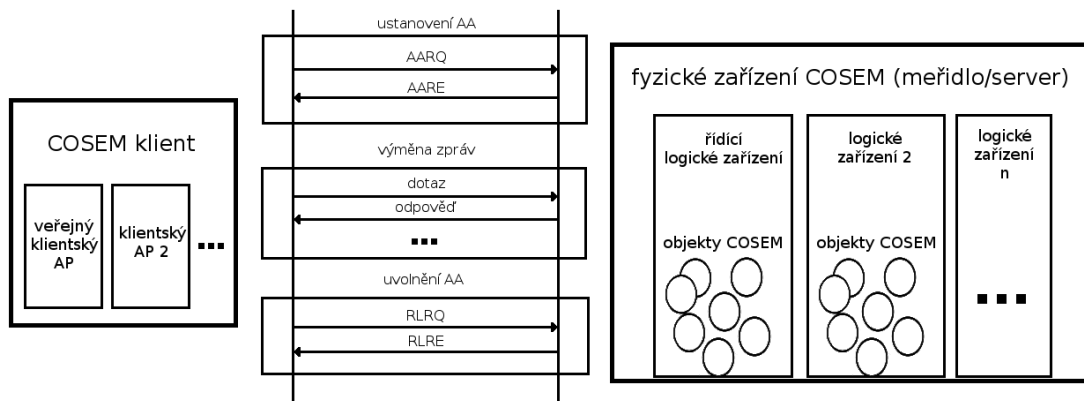 COSEM klient
veřejný
klientský
AP
klientský
AP 2
...
ustanovení AA
AARQ
AARE
výměna zpráv
dotaz
odpověď
...
uvolnění AA
RLRQ
RLRE
fyzické zařízení COSEM (meřidlo/server)
řídící
logické zařízení
objekty COSEM
logické
zařízení 2
objekty COSEM
logické
zařízení
n
...